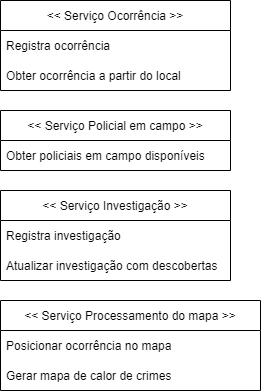 << Serviço Ocorrência >>
Registra ocorrência
Obter ocorrência a partir do local
<< Serviço Policial em campo >>
Obter policiais em campo disponíveis
<< Serviço Investigação >>
Registra investigação
Atualizar investigação com descobertas
<< Serviço Processamento do mapa >>
Posicionar ocorrência no mapa
Gerar mapa de calor de crimes